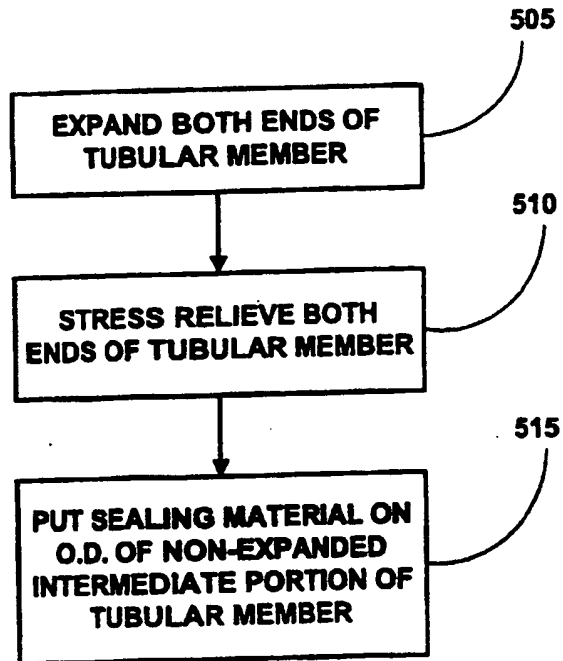 505
EXPAND BOTH ENDS OF
TUBULAR MEMBER
510
STRESS RELIEVE BOTH
ENDS OF TUBULAR MEMBER
515
PUT SEALING MATERIAL ON
O.D. OF NON-EXPANDED
INTERMEDIATE PORTION OF
TUBULAR MEMBER